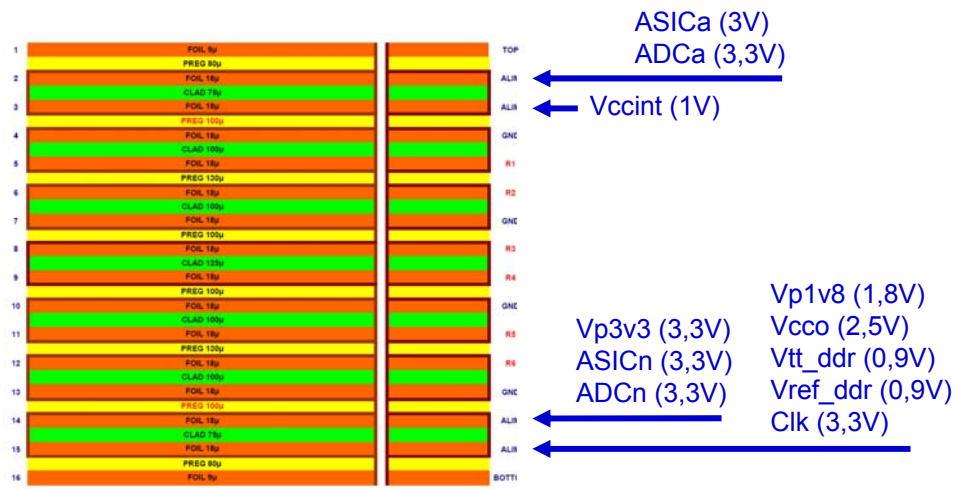 ASICa (3V)
ADCa (3,3V)
1 FOIL 9µ TOP
PREG 80µ
2 FOIL 18µ ALIM
CLAD 75µ
Vccint (1V)
3 FOIL 18µ ALIM
PREG 100µ
4 FOIL 18µ GND
CLAD 100µ
5 FOIL 18µ R1
PREG 130µ
6 FOIL 18µ R2
CLAD 100µ
7 FOIL 18µ GND
PREG 100µ
8 FOIL 18µ R3
CLAD 125µ
9 FOIL 18µ R4
PREG 100µ
10 FOIL 18µ GND
CLAD 100µ
11 FOIL 18µ R5
PREG 130µ
12 FOIL 18µ R6
CLAD 100µ
13 FOIL 18µ GND
PREG 100µ
14 FOIL 18µ ALIM
CLAD 75µ
15 FOIL 18µ ALIM
PREG 80µ
16 FOIL 9µ BOTT
Vp3v3 (3,3V)
ASICn (3,3V)
ADCn (3,3V)
Vp1v8 (1,8V)
Vcco (2,5V)
Vtt_ddr (0,9V)
Vref_ddr (0,9V)
Clk (3,3V)